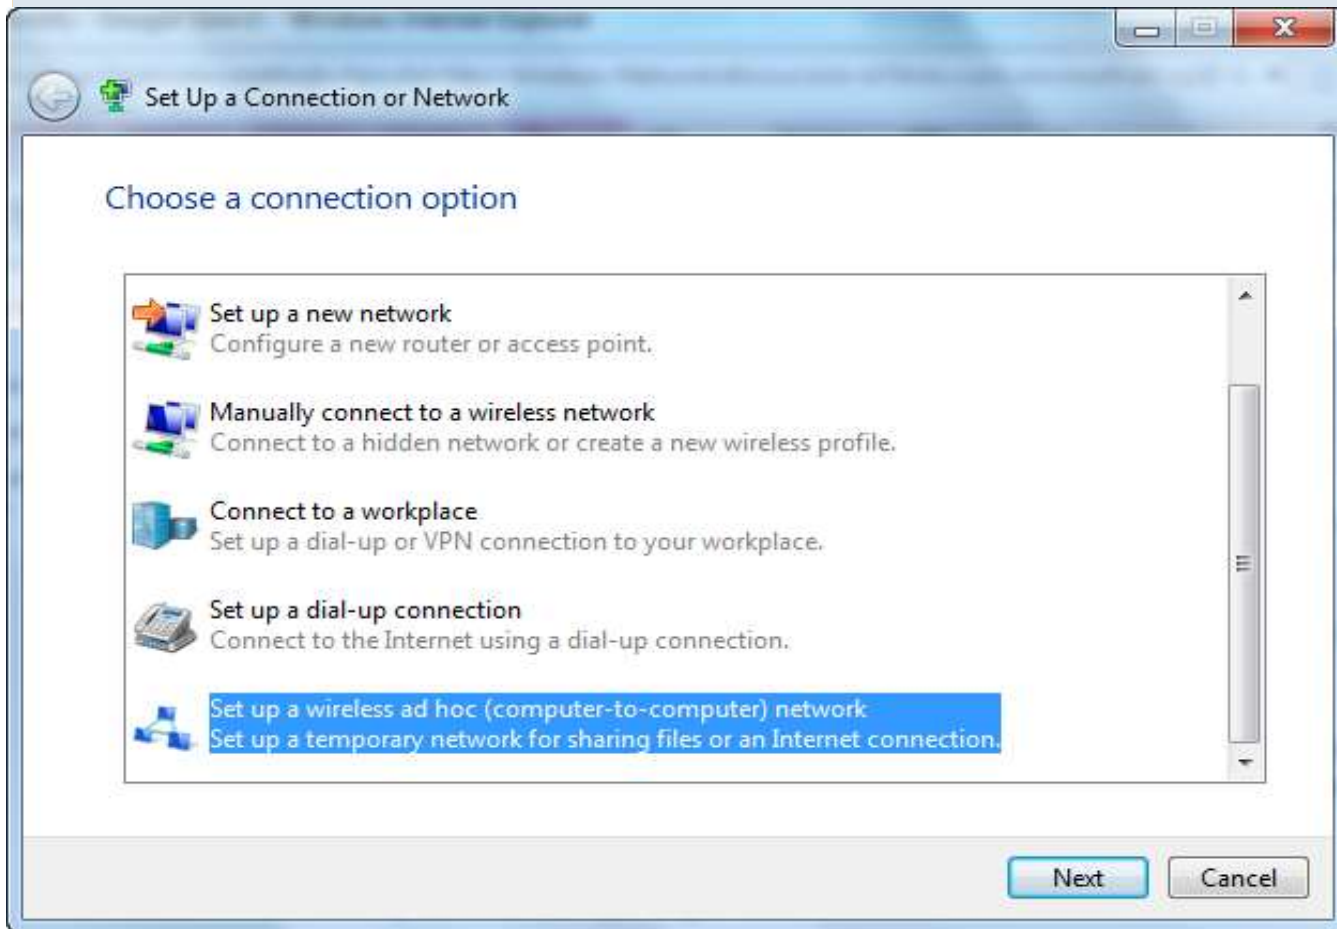 Set Up a Connection or Network
Choose a connection option
Set up a new network
Configure a new router or access point.
Manually connect to a wireless network
Connect to a hidden network or create a new wireless profile.
Connect to a workplace
Set up a dial-up or VPN connection to your workplace.
Set up a dial-up connection
Connect to the Internet using a dial-up connection.
Set up a wireless ad hoc (computer-to-computer) network
Set up a temporary network for sharing files or an Internet connection.
Next Cancel